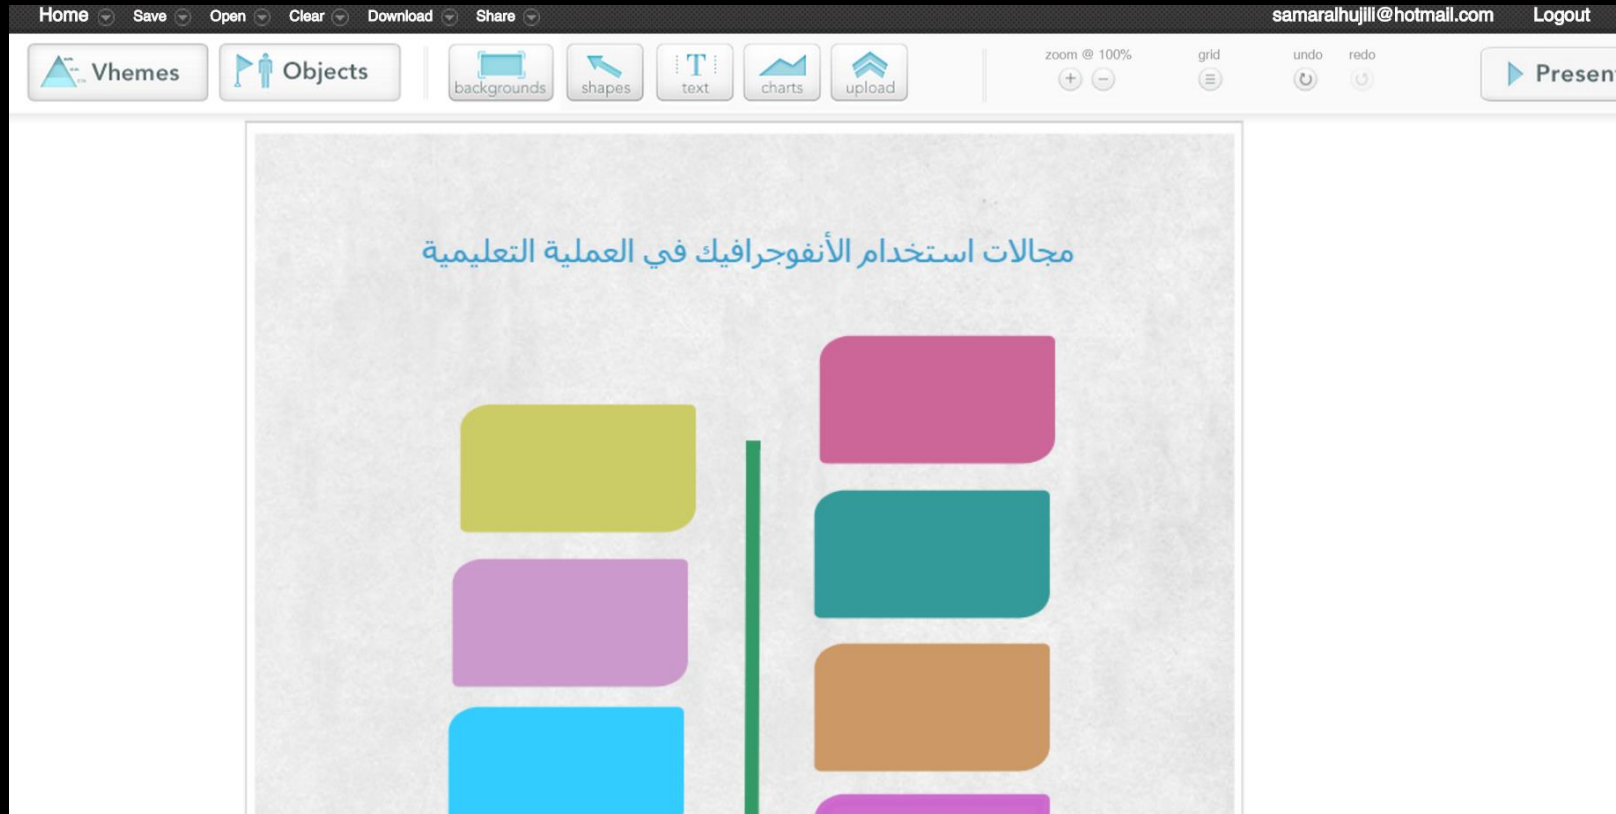 Home Save Open Clear Download Share samaralhujili@hotmail.com Logout
Vhemes Objects backgrounds shapes text charts upload zoom @ 100% grid undo redo Presen
مجالات استخدام الأنفوجرافيك في العملية التعليمية